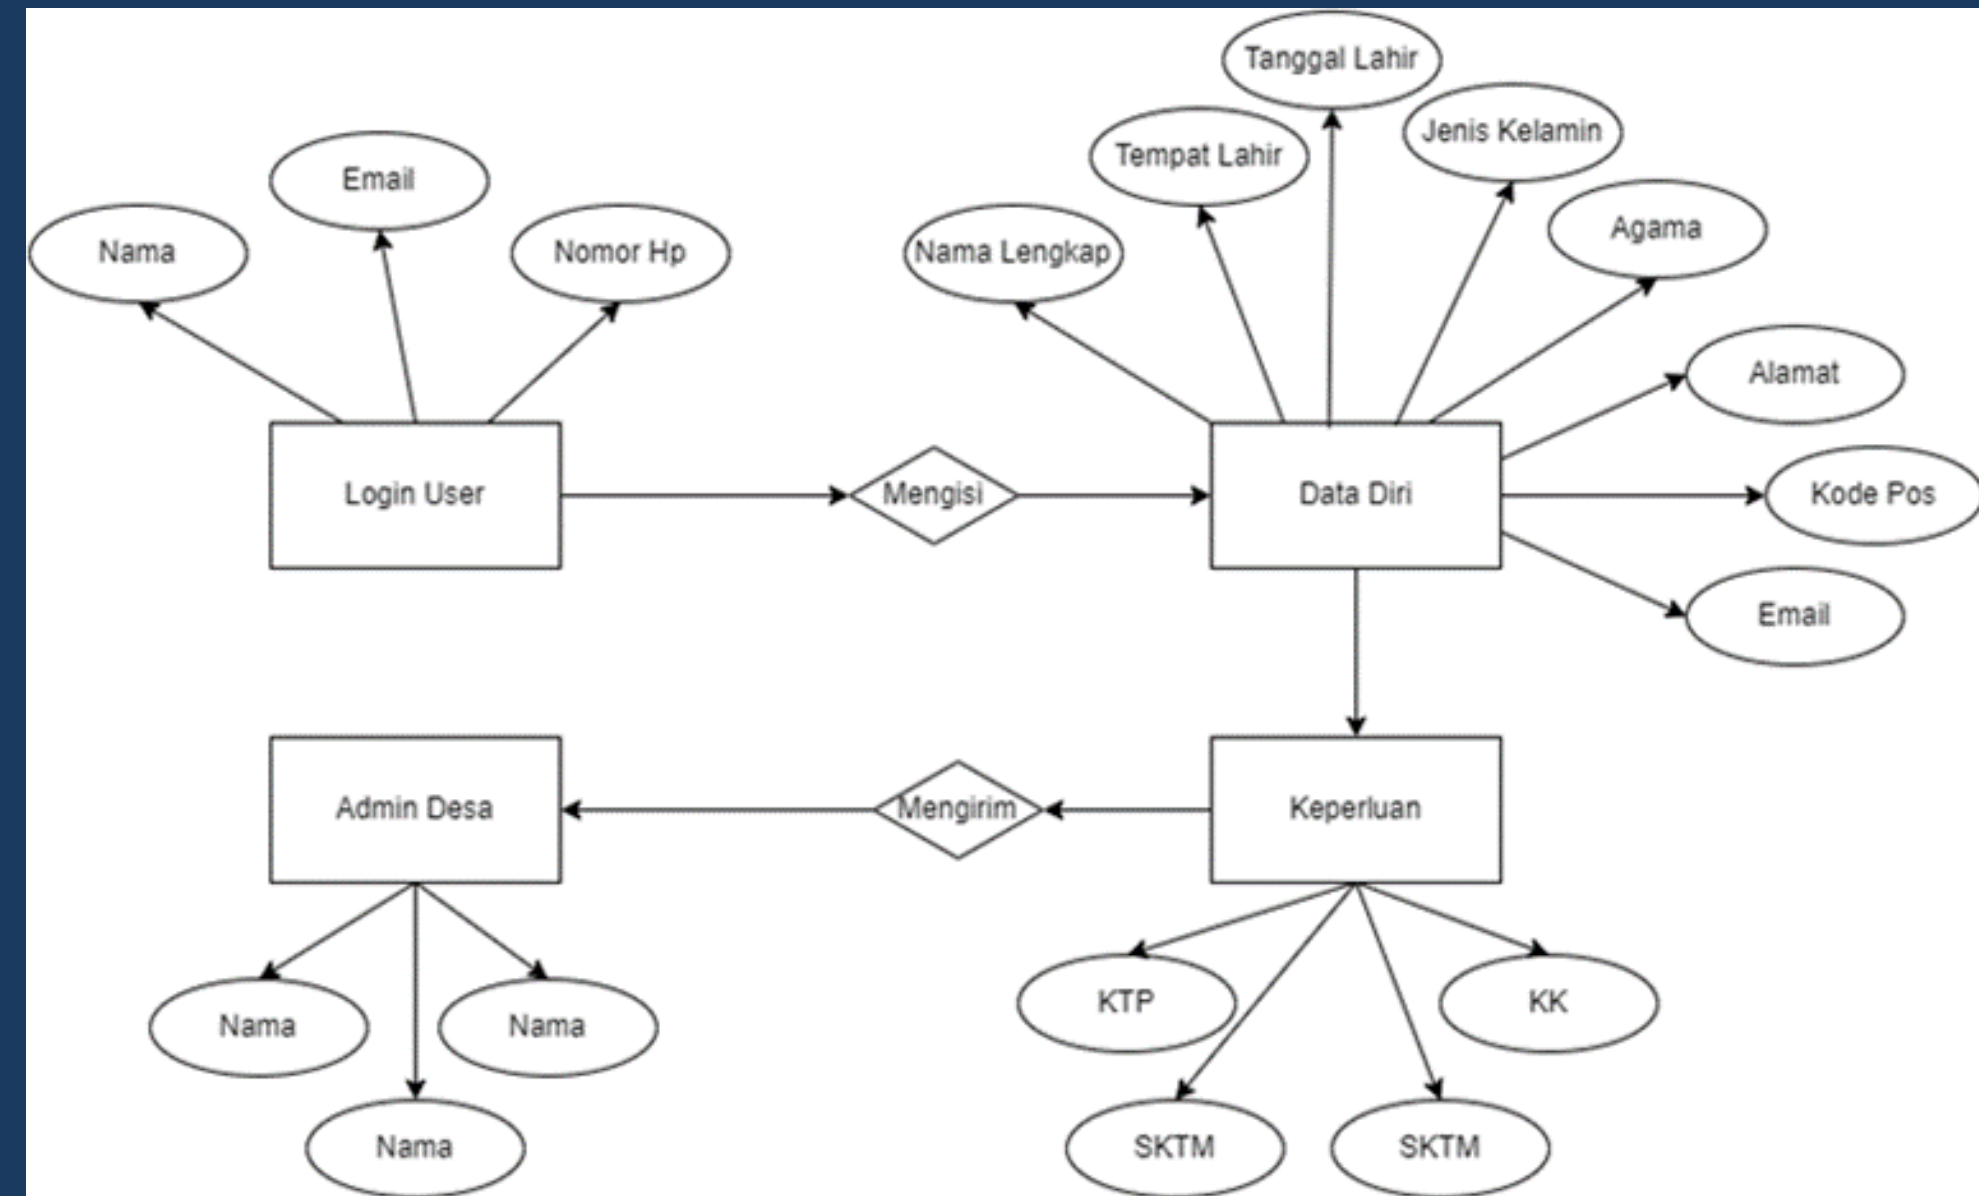 Tanggal Lahir
Jenis Kelamin
Tempat Lahir
Email
Agama
Nama
Nomor Hp
Nama Lengkap
Alamat
Login User
Mengisi
Data Diri
Kode Pos
Email
Admin Desa
Mengirim
Keperluan
Nama
Nama
KTP
KK
Nama
SKTM
SKTM